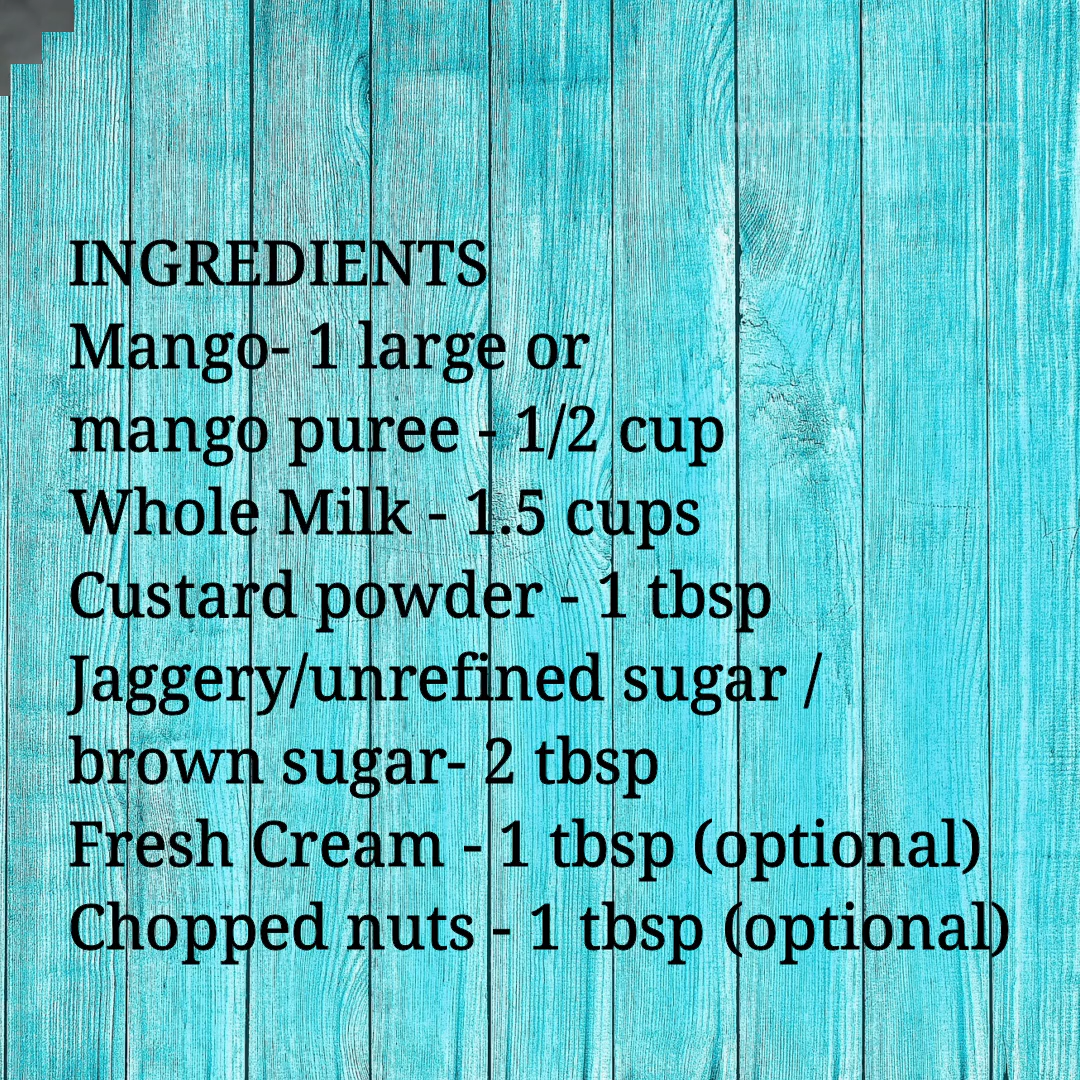 INGREDIENTS
Mango- 1 large or
mango puree - 1/2 cup
Whole Milk - 1.5 cups
Custard powder - 1 tbsp
Jaggery/unrefined sugar /
brown sugar- 2 tbsp
Fresh Cream - 1 tbsp (optional)
Chopped nuts - 1 tbsp (optional)